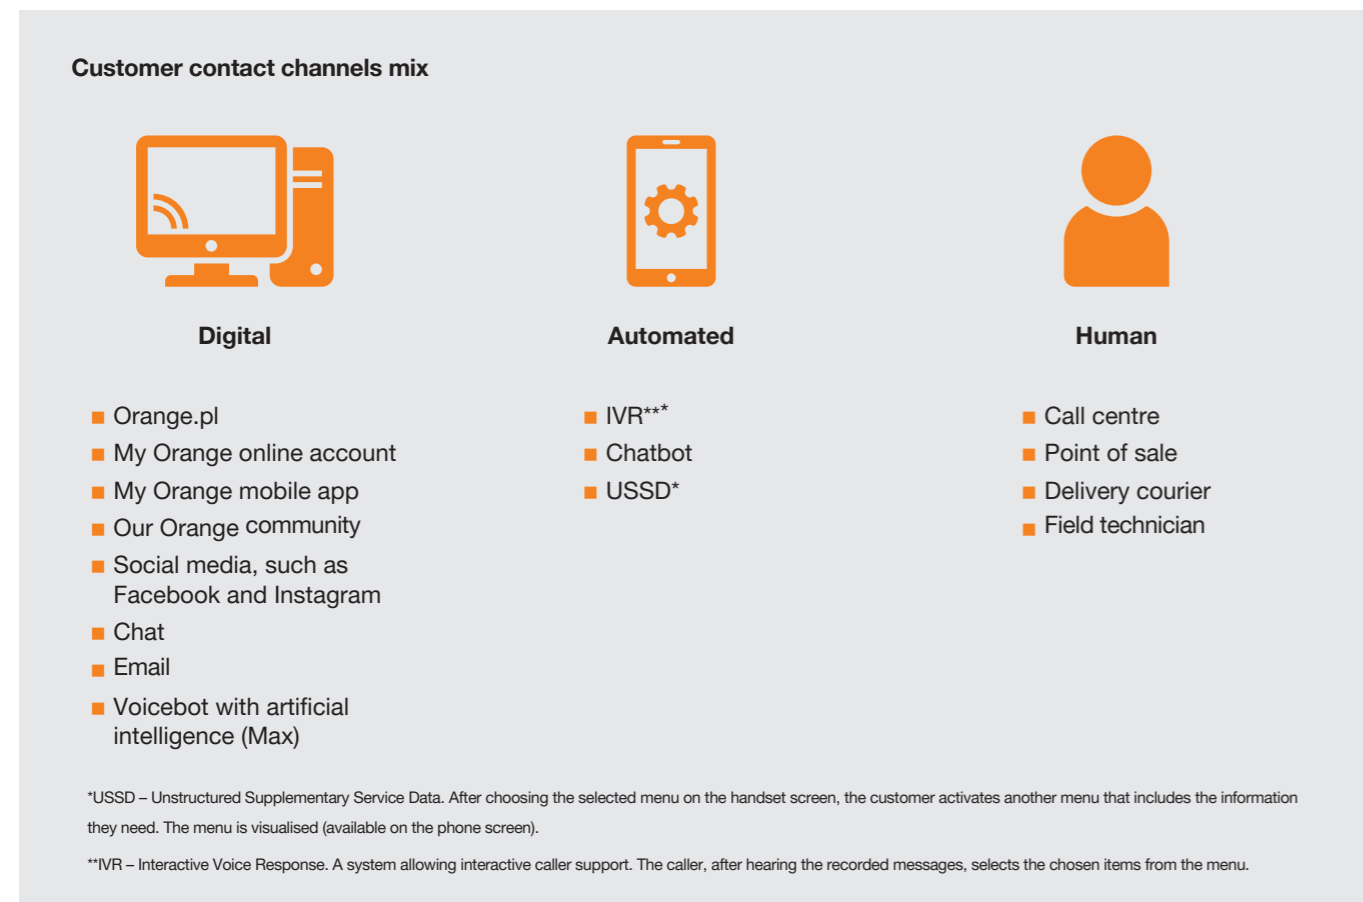 Customer contact channels mix
Digital
Orange.pl
My Orange online account
My Orange mobile app
Our Orange community
Social media, such as
Facebook and Instagram
Chat
Email
Voicebot with artificial
intelligence (Max)
Automated
IVR***
Chatbot
USSD*
Human
Call centre
Point of sale
Delivery courier
Field technician
*USSD – Unstructured Supplementary Service Data. After choosing the selected menu on the handset screen, the customer activates another menu that includes the information
they need. The menu is visualised (available on the phone screen).
**IVR – Interactive Voice Response. A system allowing interactive caller support. The caller, after hearing the recorded messages, selects the chosen items from the menu.